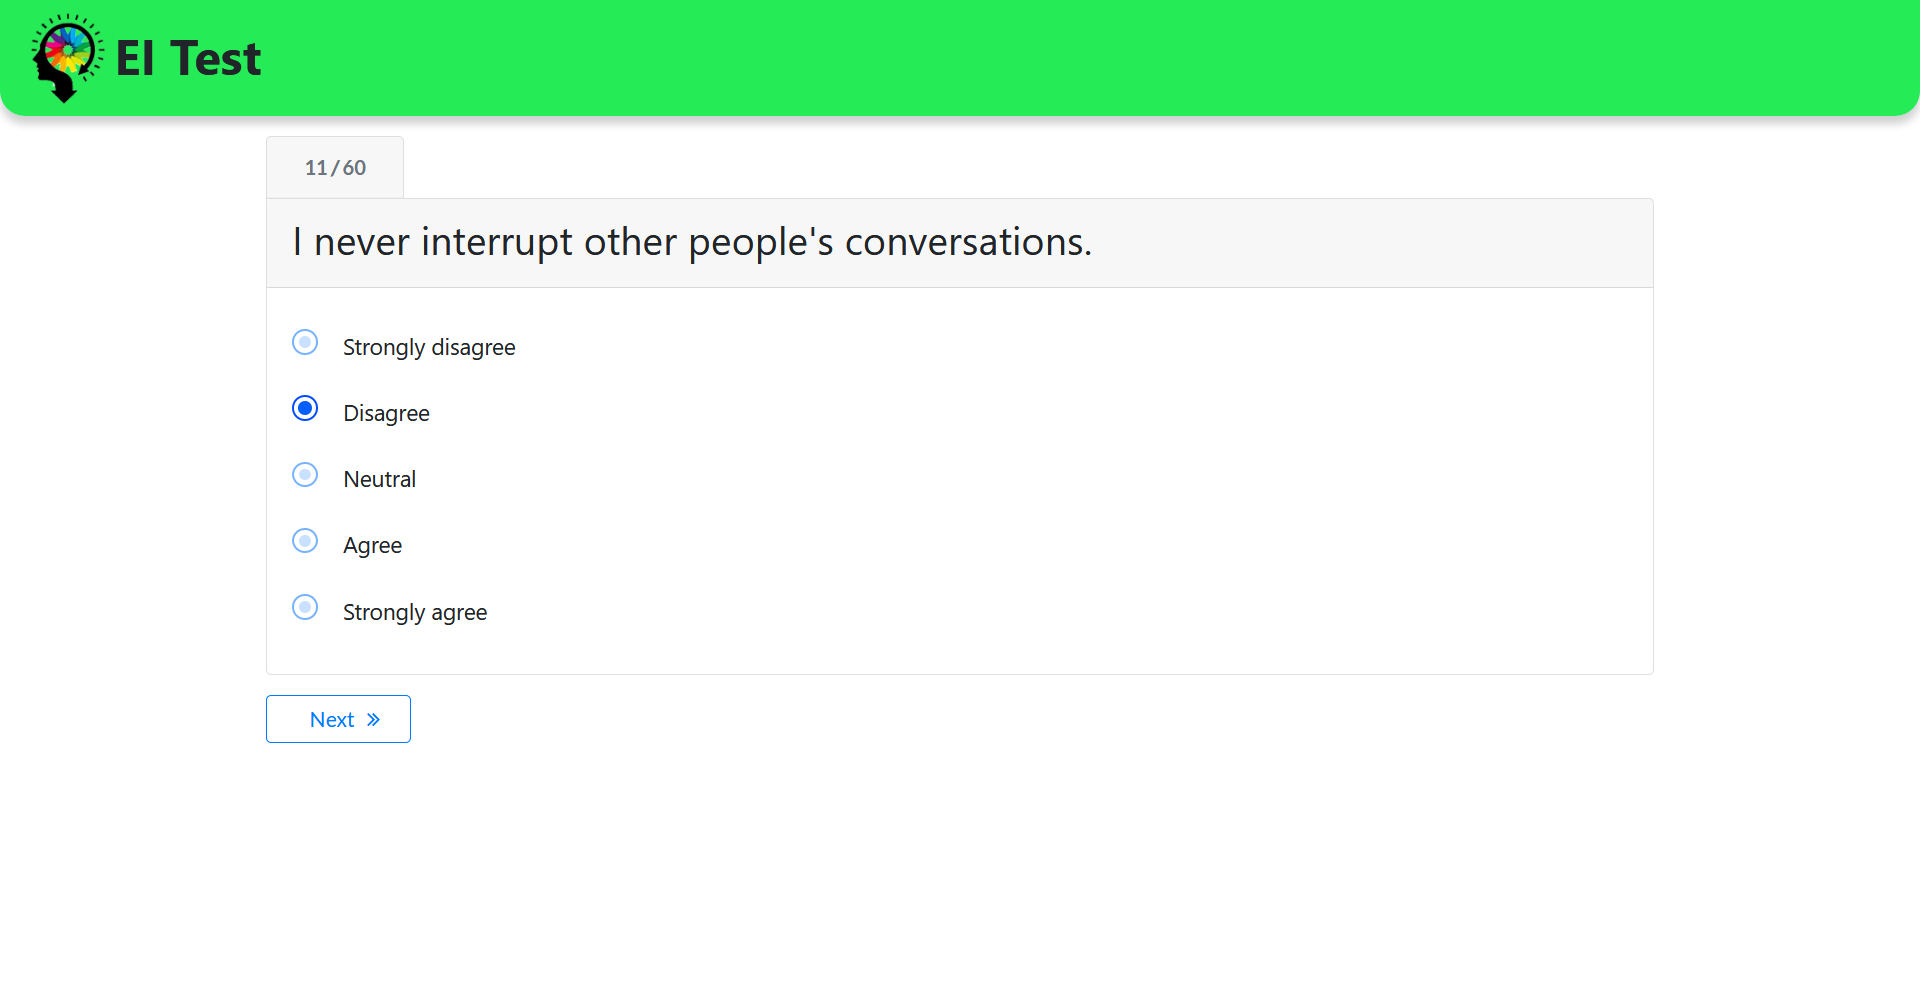 EI Test
11/60
I never interrupt other people's conversations.
Strongly disagree
Disagree
Neutral
Agree
Strongly agree
Next »